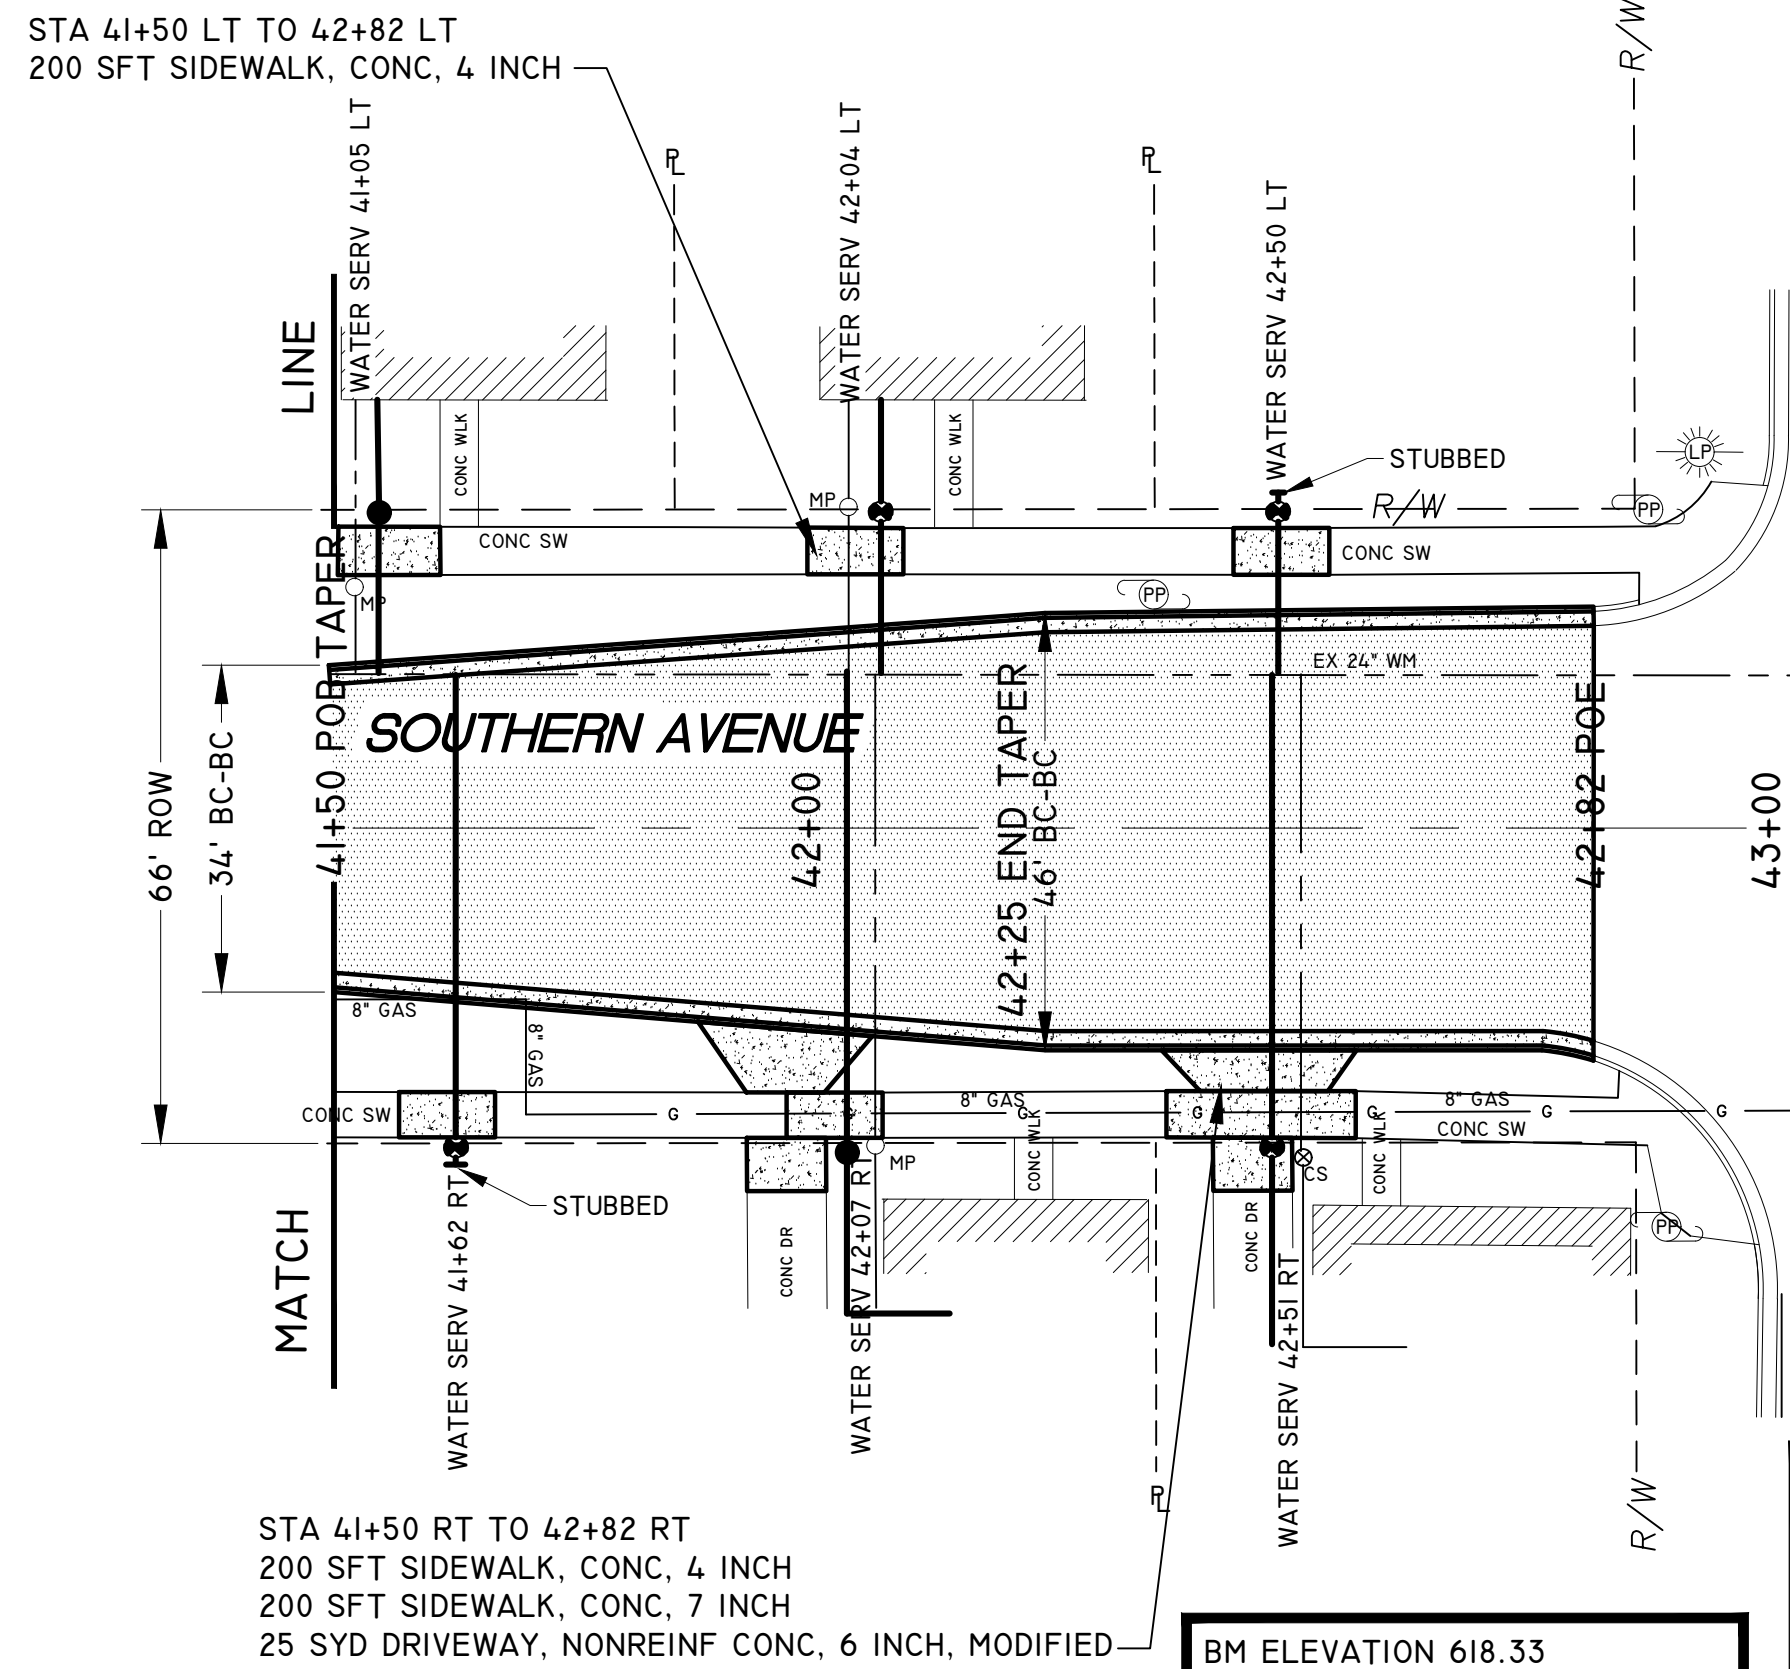 STA 41+50 LT TO 42+82 LT
200 SFT SIDEWALK, CONC, 4 INCH
R/W
WATER SERV 41+05 LT
WATER SERV 42+04 LT
WATER SERV 42+50 LT
PL
PL
LINE
CONC WLK
CONC WLK
STUBBED
LP
MP
R/W
PP
CONC SW
CONC SW
MP
PP
EX 24" WM
41+50 POB TAPER
SOUTHERN AVENUE
66' ROW
34' BC-BC
42+00
42+25 END TAPER
46' BC-BC
42+82 POE
43+00
8" GAS
8" GAS
8" GAS
8" GAS
CONC SW
G
G
G
G
G
G
G
CONC SW
CONC WLK
CONC WLK
MP
CS
STUBBED
MATCH
WATER SERV 41+62 RT
CONC DR
WATER SERV 42+07 RT
CONC DR
WATER SERV 42+51 RT
PP
PL
R/W
STA 41+50 RT TO 42+82 RT
200 SFT SIDEWALK, CONC, 4 INCH
200 SFT SIDEWALK, CONC, 7 INCH
25 SYD DRIVEWAY, NONREINF CONC, 6 INCH, MODIFIED
BM ELEVATION 618.33